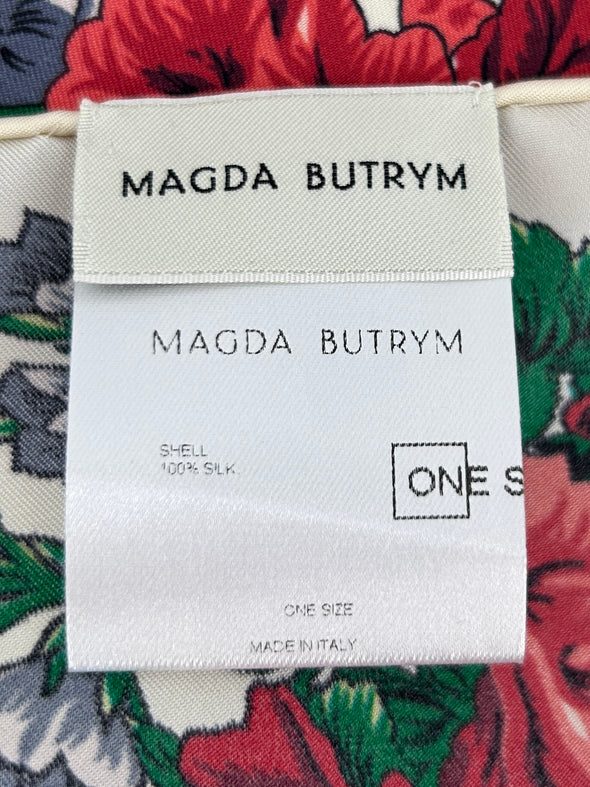 MAGDA BUTRYM
MAGDA BUTRYM
SHELL
100% SILK
ONE S
ONE SIZE
MADE IN ITALY